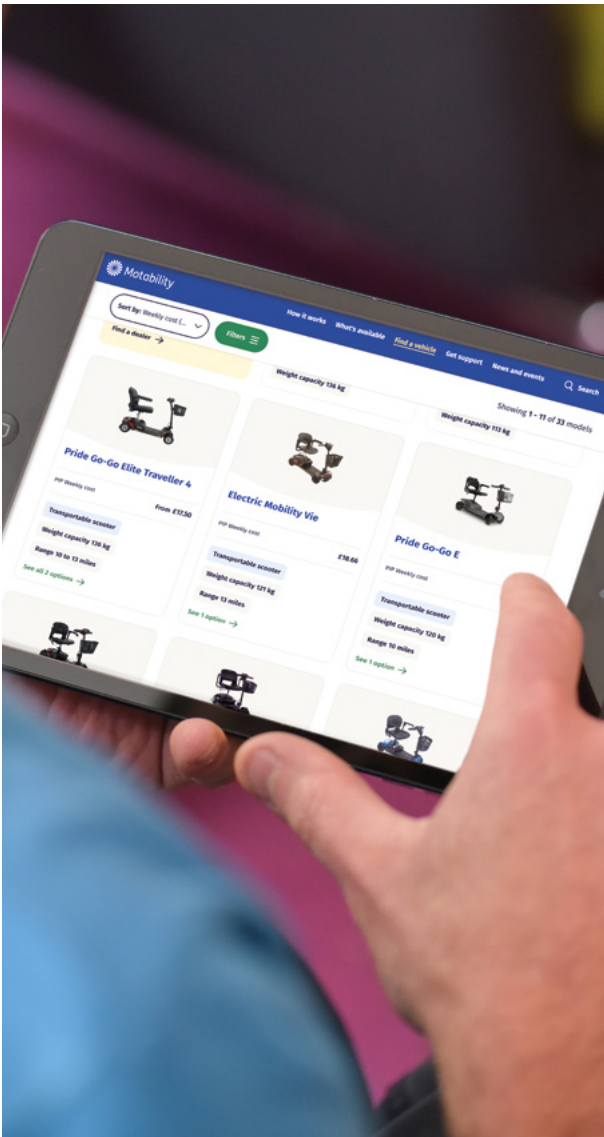 Motability
How it works What's available Find a vehicle Get support News and events Search
Sort by: Weekly cost (...
Filters
Showing 1 - 11 of 33 models
Find a dealer →
Weight capacity 136 kg
Weight capacity 113 kg
Pride Go-Go Elite Traveller 4
PIP Weekly cost
From £17.50
Transportable scooter
Weight capacity 136 kg
Range 10 to 13 miles
See all 2 options →
Electric Mobility Vie
PIP Weekly cost
£18.66
Transportable scooter
Weight capacity 121 kg
Range 13 miles
See 1 option →
Pride Go-Go E
PIP Weekly cost
Transportable scooter
Weight capacity 120 kg
Range 10 miles
See 1 option →